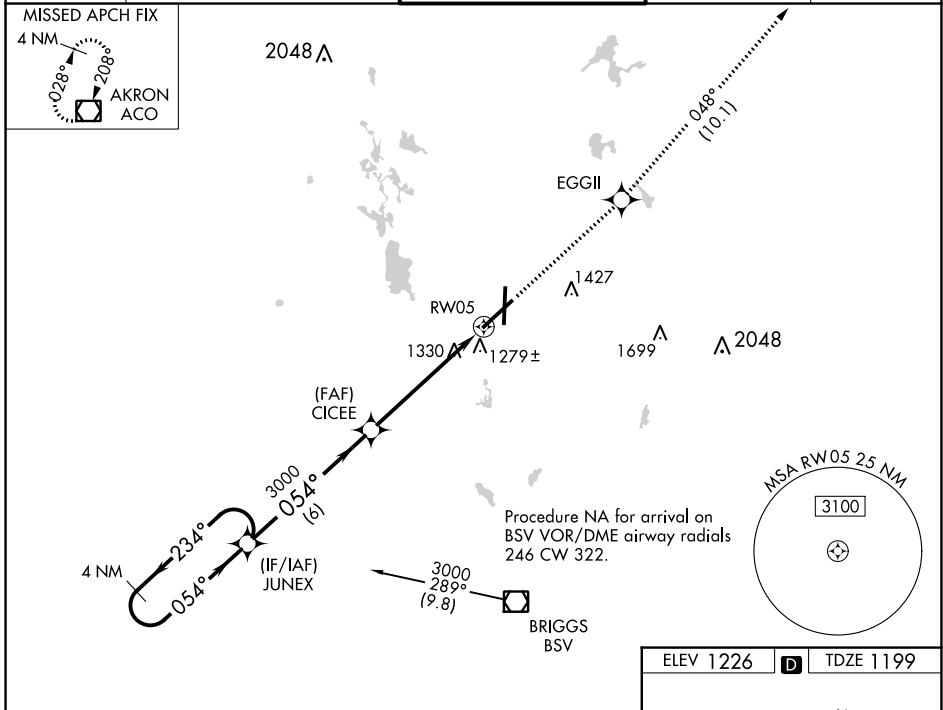 MISSED APCH FIX
4 NM
028°
208°
AKRON
ACO
2048
048°
(10.1)
EGGII
1427
RW05
1330
1279±
1699
2048
(FAF)
CICEE
3000
054°
(6)
MSA RW05 25 NM
3100
Procedure NA for arrival on
BSV VOR/DME airway radials
246 CW 322.
234°
(IF/IAF)
JUNEX
4 NM
054°
3000
289°
(9.8)
BRIGGS
BSV
ELEV 1226 D TDZE 1199